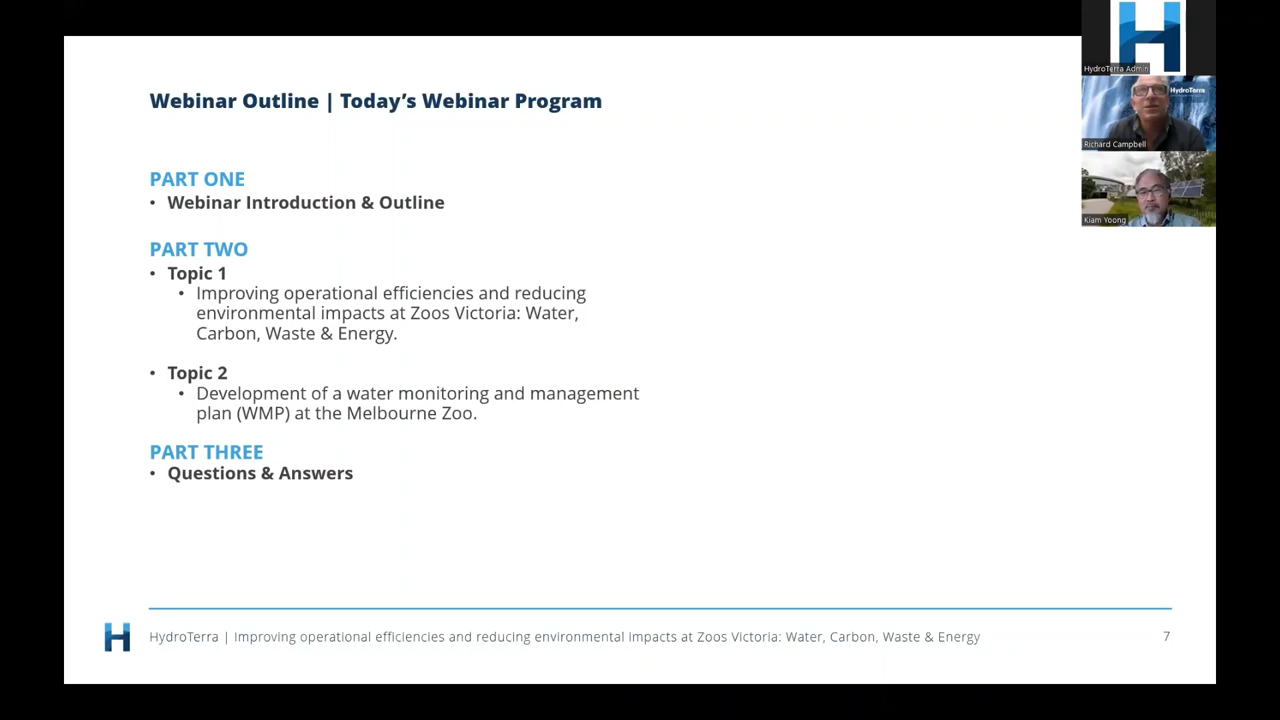 Webinar Outline | Today's Webinar Program
PART ONE
• Webinar Introduction & Outline
PART TWO
• Topic 1
• Improving operational efficiencies and reducing
environmental impacts at Zoos Victoria: Water,
Carbon, Waste & Energy.
• Topic 2
• Development of a water monitoring and management
plan (WMP) at the Melbourne Zoo.
PART THREE
• Questions & Answers
H HydroTerra | Improving operational efficiencies and reducing environmental impacts at Zoos Victoria: Water, Carbon, Waste & Energy 7
H
HydroTerra Admin
HydroTerra
Richard Campbell
Kiam Yoong